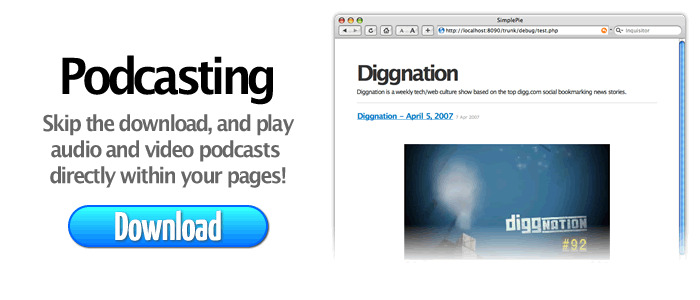 Podcasting
Skip the download, and play
audio and video podcasts
directly within your pages!
Download
SimplePie
A A
http://localhost:8090/trunk/debug/test.php
Inquisitor
Diggnation
Diggnation is a weekly tech/web culture show based on the top digg.com social bookmarking news stories.
Diggnation - April 5, 2007 7 Apr 2007
diggnation
#92